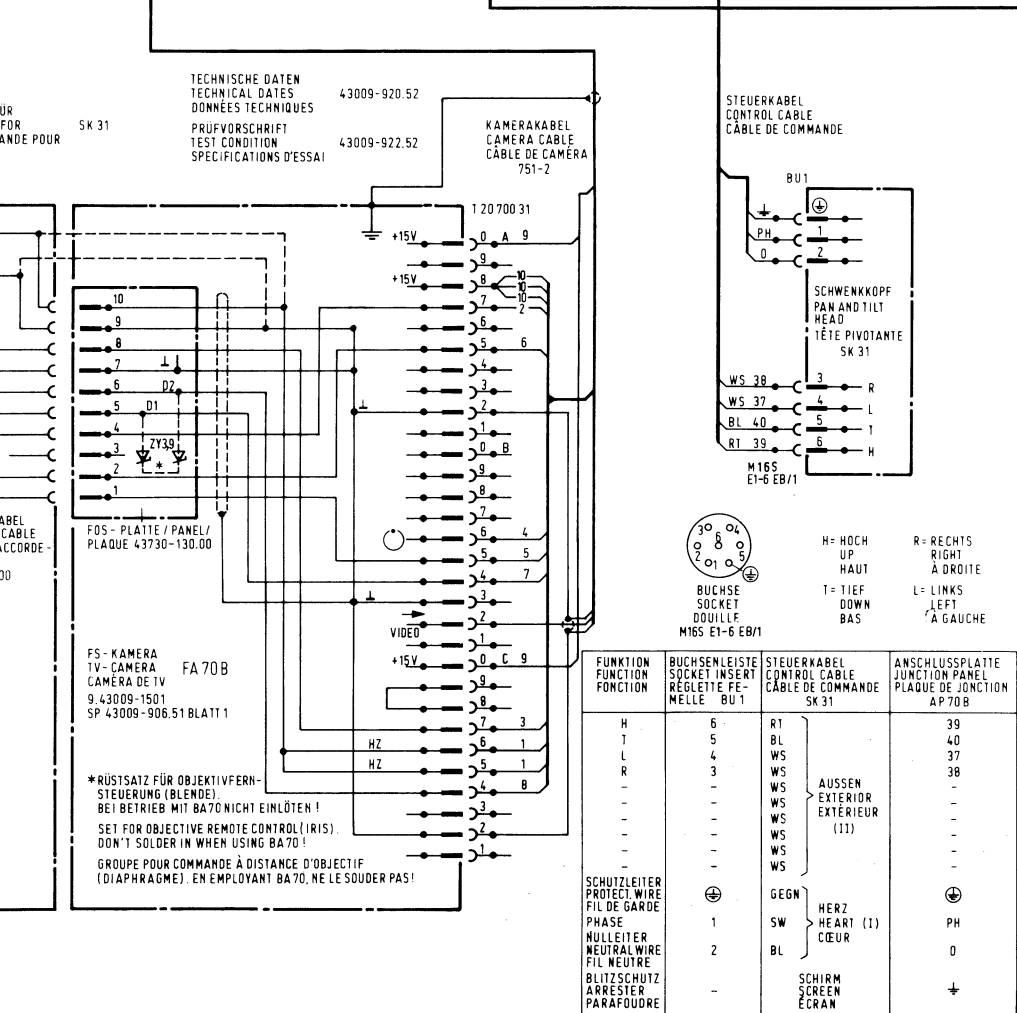 TECHNISCHE DATEN
TECHNICAL DATES 43009-920.52
DONNÉES TECHNIQUES
PRÜFVORSCHRIFT
TEST CONDITION 43009-922.52
SPECIFICATIONS D'ESSAI
ÜR
FOR SK 31
ANDE POUR
KAMERAKABEL
CAMERA CABLE
CÂBLE DE CAMÉRA
751-2
STEUERKABEL
CONTROL CABLE
CÂBLE DE COMMANDE
BU1
1 20 700 31
+15V 0 A 9
9
+15V 8 10
10
10
7 2
6
5 6
4
3
2
1
0 B
9
8
7
6 4
5 5
4 7
3
VIDEO 2
1
+15V 0 C 9
9
8
7 3
HZ 6 1
HZ 5 1
4 8
3
2
1
10
9
8
7
6 D2
5 D1
4
3 ZY3,9
*
2
1
ABEL
CABLE
ACCORDE-
00
FOS - PLATTE / PANEL/
PLAQUE 43730-130.00
FS - KAMERA
TV - CAMERA FA 70 B
CAMÉRA DE TV
9.43009-1501
SP 43009-906.51 BLATT 1
*RÜSTSATZ FÜR OBJEKTIVFERN-
STEUERUNG (BLENDE).
BEI BETRIEB MIT BA70 NICHT EINLÖTEN !
SET FOR OBJECTIVE REMOTE CONTROL(IRIS).
DON'T SOLDER IN WHEN USING BA70 !
GROUPE POUR COMMANDE À DISTANCE D'OBJECTIF
(DIAPHRAGME). EN EMPLOYANT BA70, NE LE SOUDER PAS!
PH 1
0 2
SCHWENKKOPF
PAN AND TILT
HEAD
TÊTE PIVOTANTE
SK 31
WS 38 3 R
WS 37 4 L
BL 40 5 T
RT 39 6 H
M16S
E1-6 EB/1
3 4
6
2 5
1
BUCHSE
SOCKET
DOUILLE
M16S E1-6 EB/1
H= HOCH R= RECHTS
UP RIGHT
HAUT À DROITE
T= TIEF L= LINKS
DOWN LEFT
BAS À GAUCHE
FUNKTION BUCHSENLEISTE STEUERKABEL ANSCHLUSSPLATTE
FUNCTION SOCKET INSERT CONTROL CABLE JUNCTION PANEL
FONCTION RÉGLETTE FE- CÂBLE DE COMMANDE PLAQUE DE JONCTION
MELLE BU 1 SK 31 AP 70 B
H 6 RT 39
T 5 BL 40
L 4 WS 37
R 3 WS 38
- - WS AUSSEN -
- - WS EXTERIOR -
- - WS EXTÉRIEUR -
- - WS (II) -
- - WS -
- - WS -
SCHUTZLEITER
PROTECT. WIRE GEGN
FIL DE GARDE HERZ
PHASE 1 SW HEART (I) PH
NULLEITER CŒUR
NEUTRALWIRE 2 BL 0
FIL NEUTRE
BLITZSCHUTZ SCHIRM
ARRESTER - SCREEN
PARAFOUDRE ÉCRAN